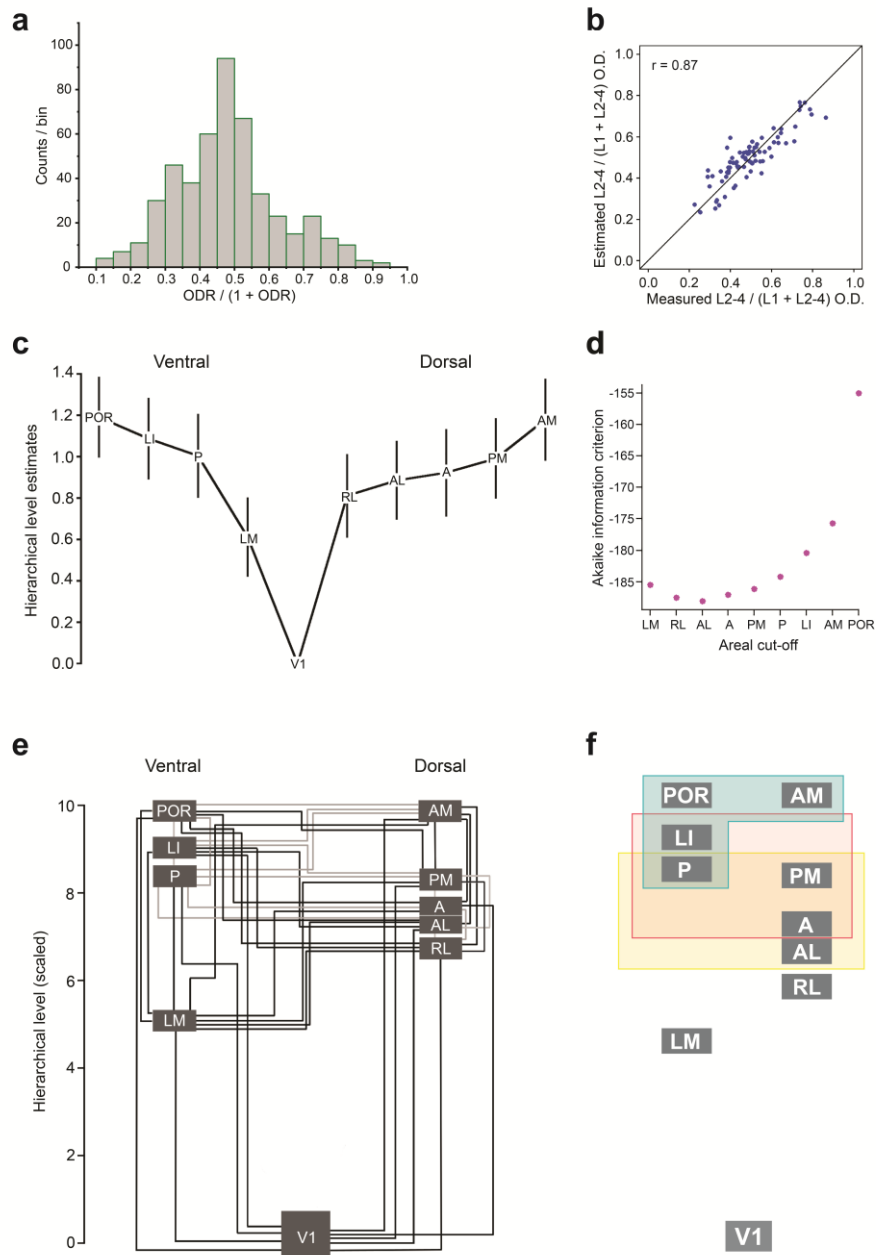 a
Counts / bin
100
80
60
40
20
0
0.1 0.2 0.3 0.4 0.5 0.6 0.7 0.8 0.9 1.0
ODR / (1 + ODR)
b
Estimated L2-4 / (L1 + L2-4) O.D.
r = 0.87
1.0
0.8
0.6
0.4
0.2
0.0
0.0 0.2 0.4 0.6 0.8 1.0
Measured L2-4 / (L1 + L2-4) O.D.
c
Ventral Dorsal
Hierarchical level estimates
1.4
1.2
1.0
0.8
0.6
0.4
0.2
0.0
POR
LI
P
LM
V1
RL
AL
A
PM
AM
d
Akaike information criterion
-155
-160
-165
-170
-175
-180
-185
LM RL AL A PM P LI AM POR
Areal cut-off
e
Ventral Dorsal
Hierarchical level (scaled)
10
8
6
4
2
0
POR
LI
P
LM
AM
PM
A
AL
RL
V1
f
POR AM
LI
P PM
A
AL
RL
LM
V1